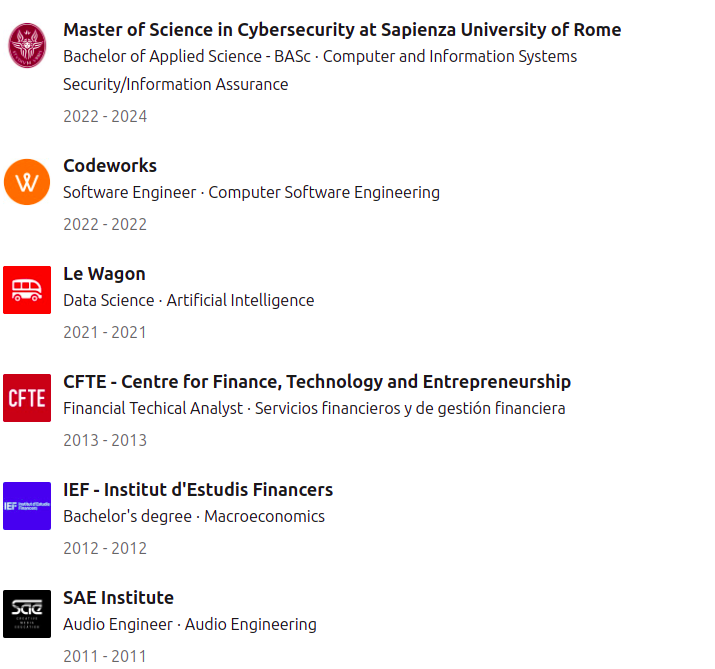 Master of Science in Cybersecurity at Sapienza University of Rome
Bachelor of Applied Science - BASc · Computer and Information Systems
Security/Information Assurance
2022 - 2024
Codeworks
Software Engineer · Computer Software Engineering
2022 - 2022
Le Wagon
Data Science · Artificial Intelligence
2021 - 2021
CFTE
CFTE - Centre for Finance, Technology and Entrepreneurship
Financial Techical Analyst · Servicios financieros y de gestión financiera
2013 - 2013
IEF Institut d'Estudis
Financers
IEF - Institut d'Estudis Financers
Bachelor's degree · Macroeconomics
2012 - 2012
sae
CREATIVE
MEDIA
EDUCATION
SAE Institute
Audio Engineer · Audio Engineering
2011 - 2011